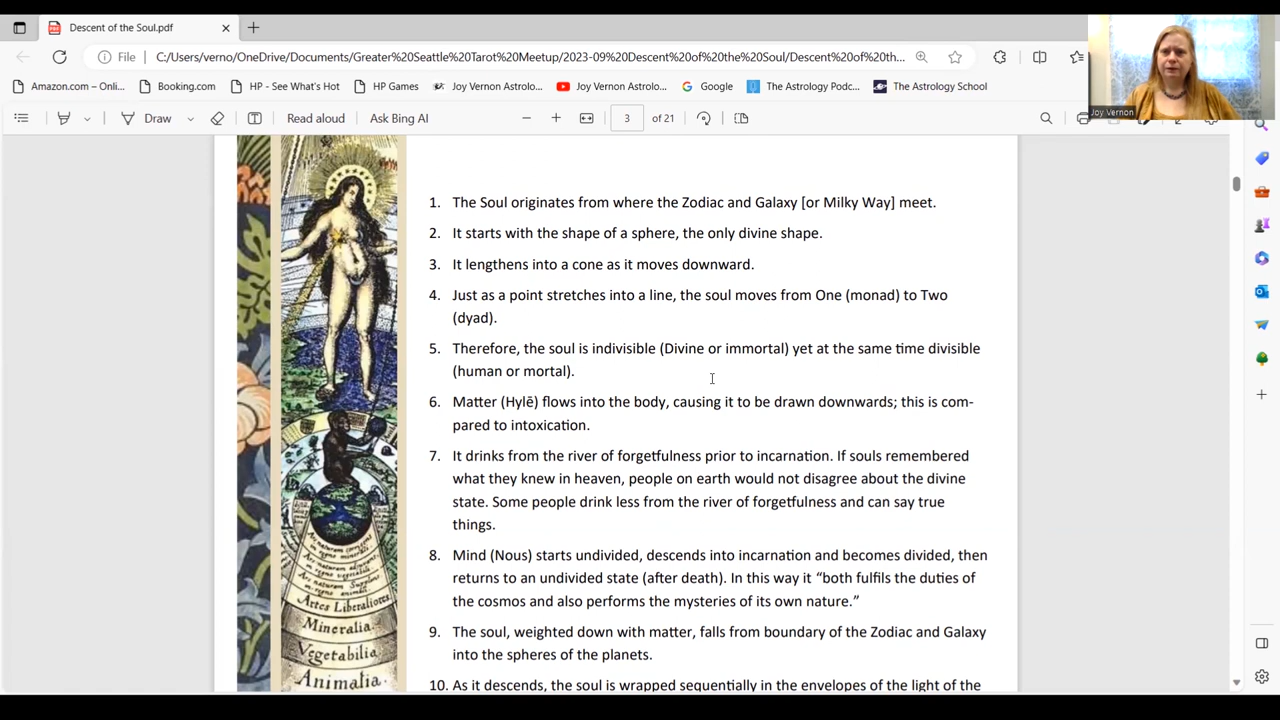 Descent of the Soul.pdf
File
C:/Users/verno/OneDrive/Documents/Greater%20Seattle%20Tarot%20Meetup/2023-09%20Descent%20of%20the%20Soul/Descent%20of%20th...
Amazon.com – Onli...
Booking.com
HP - See What's Hot
HP Games
Joy Vernon Astrolo...
Joy Vernon Astrolo...
Google
The Astrology Podc...
The Astrology School
Joy Vernon
Draw
Read aloud
Ask Bing AI
3
of 21
1. The Soul originates from where the Zodiac and Galaxy [or Milky Way] meet.
2. It starts with the shape of a sphere, the only divine shape.
3. It lengthens into a cone as it moves downward.
4. Just as a point stretches into a line, the soul moves from One (monad) to Two
(dyad).
5. Therefore, the soul is indivisible (Divine or immortal) yet at the same time divisible
(human or mortal).
6. Matter (Hylē) flows into the body, causing it to be drawn downwards; this is com-
pared to intoxication.
7. It drinks from the river of forgetfulness prior to incarnation. If souls remembered
what they knew in heaven, people on earth would not disagree about the divine
state. Some people drink less from the river of forgetfulness and can say true
things.
8. Mind (Nous) starts undivided, descends into incarnation and becomes divided, then
returns to an undivided state (after death). In this way it “both fulfils the duties of
the cosmos and also performs the mysteries of its own nature.”
9. The soul, weighted down with matter, falls from boundary of the Zodiac and Galaxy
into the spheres of the planets.
10. As it descends, the soul is wrapped sequentially in the envelopes of the light of the
Artes Liberaliores
Mineralia
Vegetabilia
Animalia